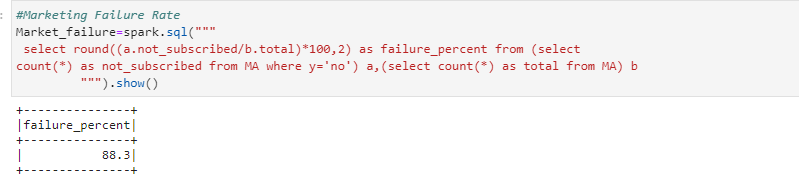 #Marketing Failure Rate
Market_failure=spark.sql("""
 select round((a.not_subscribed/b.total)*100,2) as failure_percent from (select
count(*) as not_subscribed from MA where y='no') a,(select count(*) as total from MA) b
         """).show()
+---------------+
|failure_percent|
+---------------+
|           88.3|
+---------------+